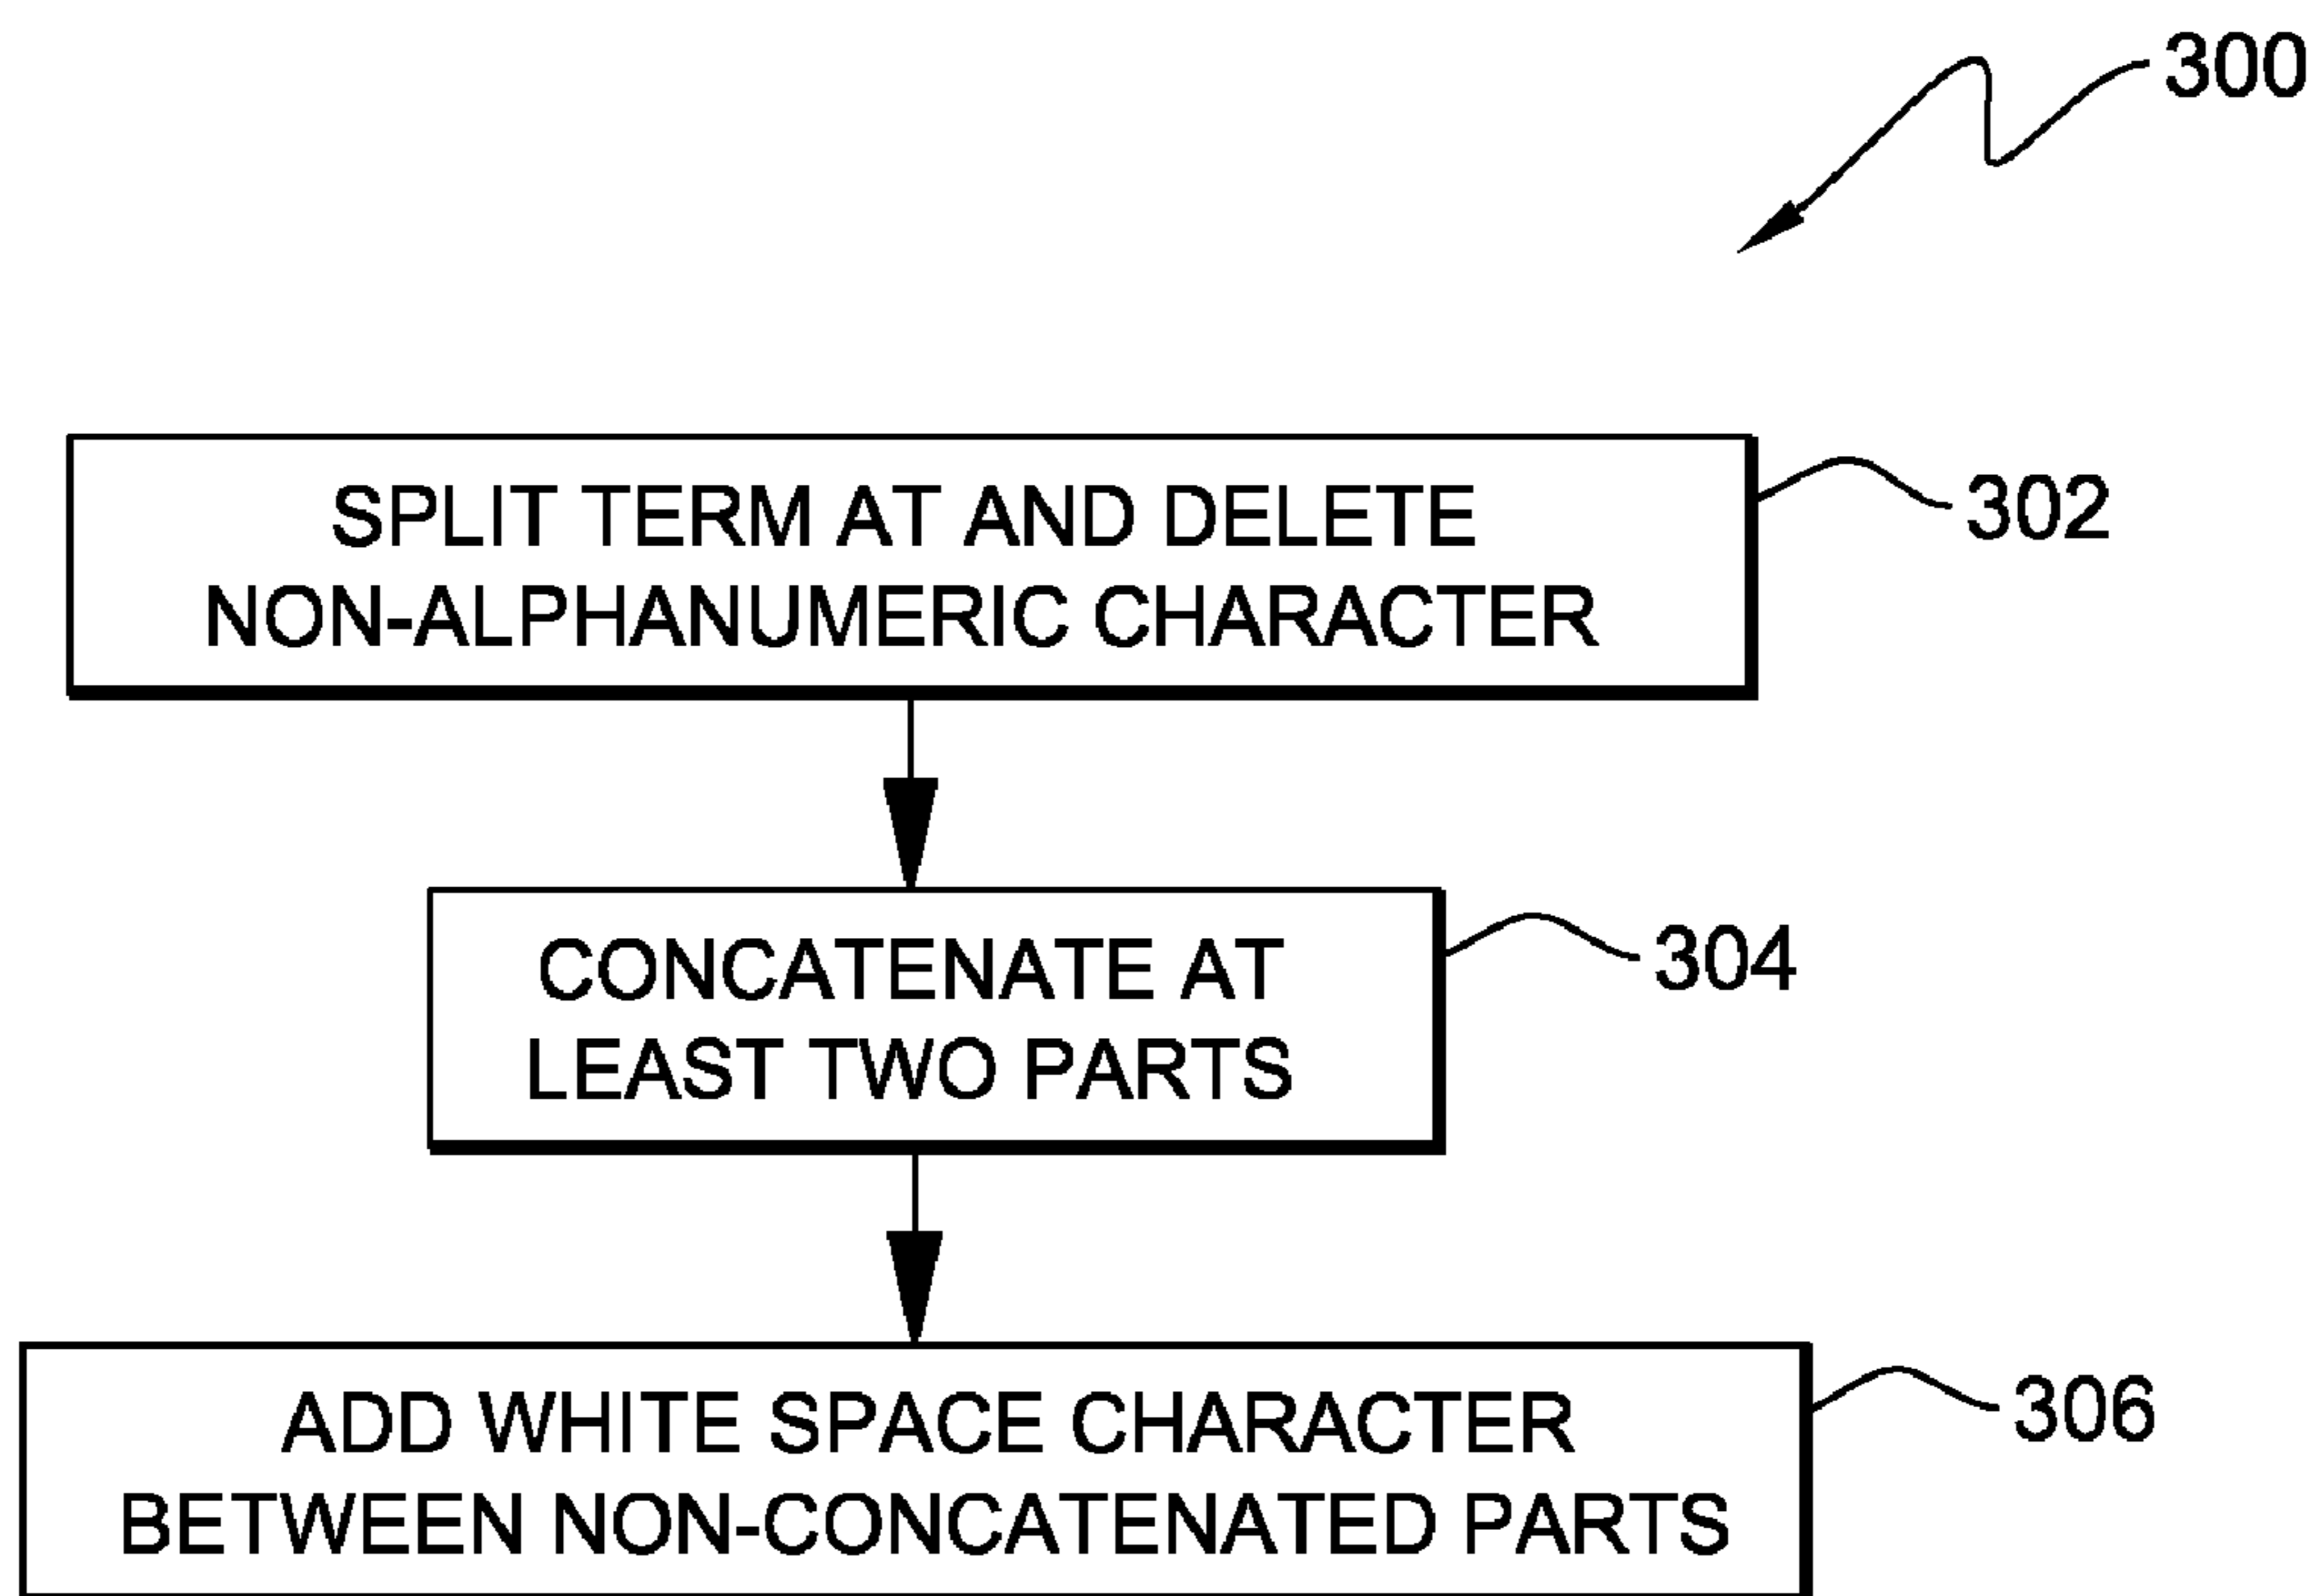 300
SPLIT TERM AT AND DELETE
NON-ALPHANUMERIC CHARACTER
302
CONCATENATE AT
LEAST TWO PARTS
304
ADD WHITE SPACE CHARACTER
BETWEEN NON-CONCATENATED PARTS
306